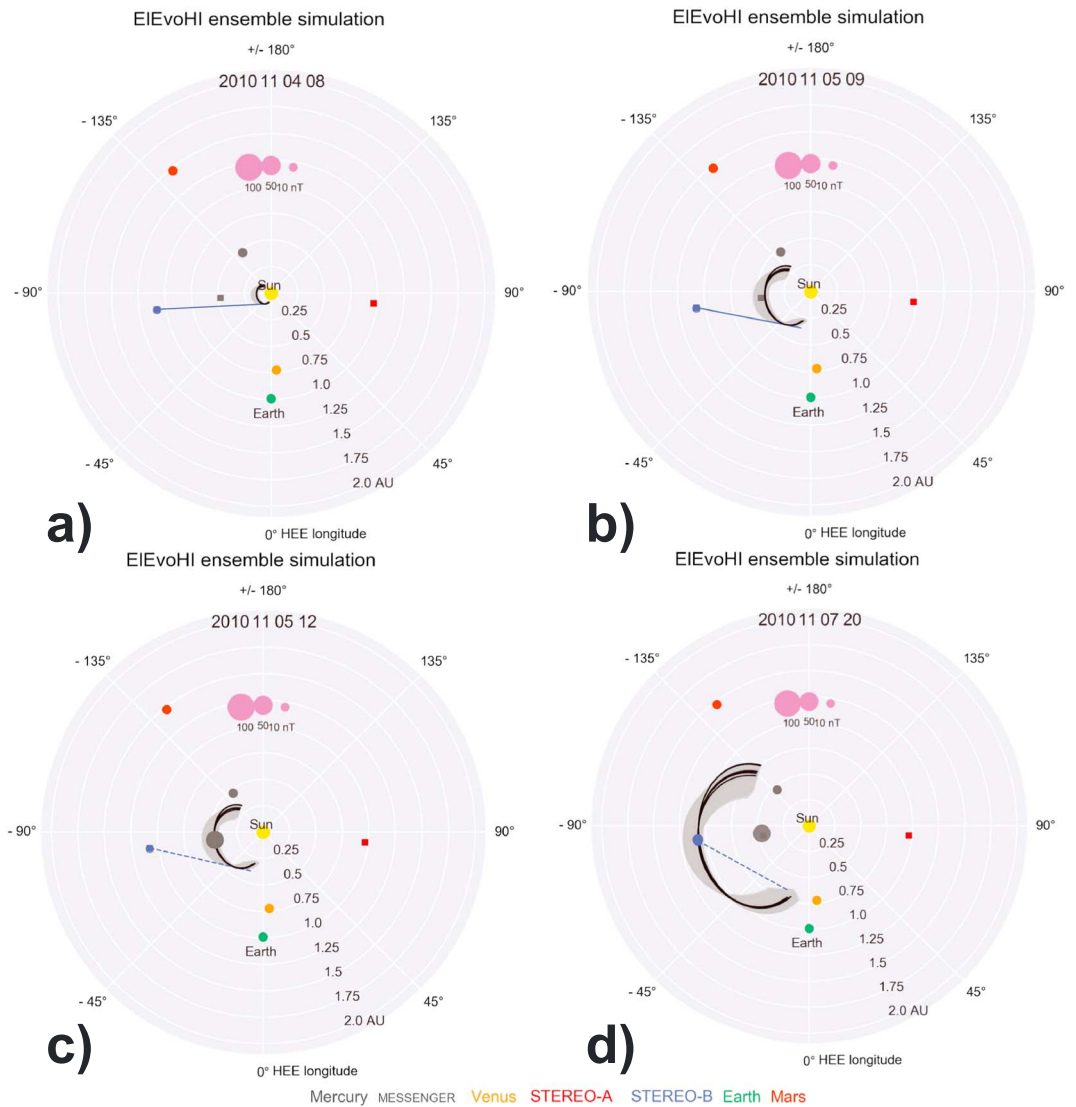 ElEvoHI ensemble simulation
+/- 180°
2010 11 04 08
- 135°
135°
100 50 10 nT
Sun
- 90°
90°
0.25
0.5
0.75
1.0
Earth
1.25
1.5
1.75
- 45°
45°
2.0 AU
a)
0° HEE longitude
ElEvoHI ensemble simulation
+/- 180°
2010 11 05 09
- 135°
135°
100 50 10 nT
Sun
- 90°
90°
0.25
0.5
0.75
1.0
Earth
1.25
1.5
1.75
- 45°
45°
2.0 AU
b)
0° HEE longitude
ElEvoHI ensemble simulation
+/- 180°
2010 11 05 12
- 135°
135°
100 50 10 nT
Sun
- 90°
90°
0.25
0.5
0.75
1.0
Earth
1.25
1.5
1.75
- 45°
45°
2.0 AU
c)
0° HEE longitude
ElEvoHI ensemble simulation
+/- 180°
2010 11 07 20
- 135°
135°
100 50 10 nT
Sun
- 90°
90°
0.25
0.5
0.75
1.0
Earth
1.25
1.5
1.75
- 45°
45°
2.0 AU
d)
0° HEE longitude
Mercury MESSENGER Venus STEREO-A STEREO-B Earth Mars